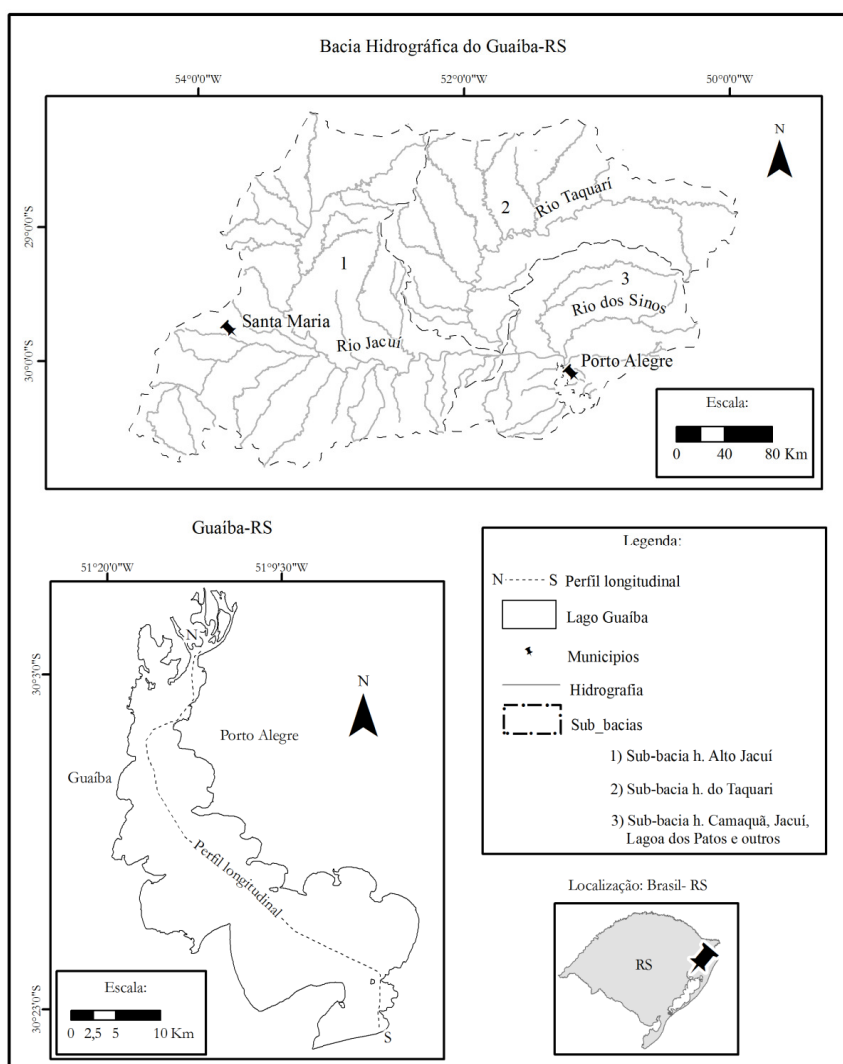 Bacia Hidrográfica do Guaíba-RS
54°0'0"W
52°0'0"W
50°0'0"W
N
29°0'0"S
30°0'0"S
2
Rio Taquarí
1
3
Rio dos Sinos
Santa Maria
Rio Jacuí
Porto Alegre
Escala:
0 40 80 Km
Guaíba-RS
51°20'0"W
51°9'30"W
30°3'0"S
30°23'0"S
N
N
Porto Alegre
Guaíba
Perfil longitudinal
S
Escala:
0 2,5 5 10 Km
Legenda:
N S Perfil longitudinal
Lago Guaíba
Municipios
Hidrografia
Sub_bacias
1) Sub-bacia h. Alto Jacuí
2) Sub-bacia h. do Taquari
3) Sub-bacia h. Camaquã, Jacuí,
Lagoa dos Patos e outros
Localização: Brasil- RS
RS